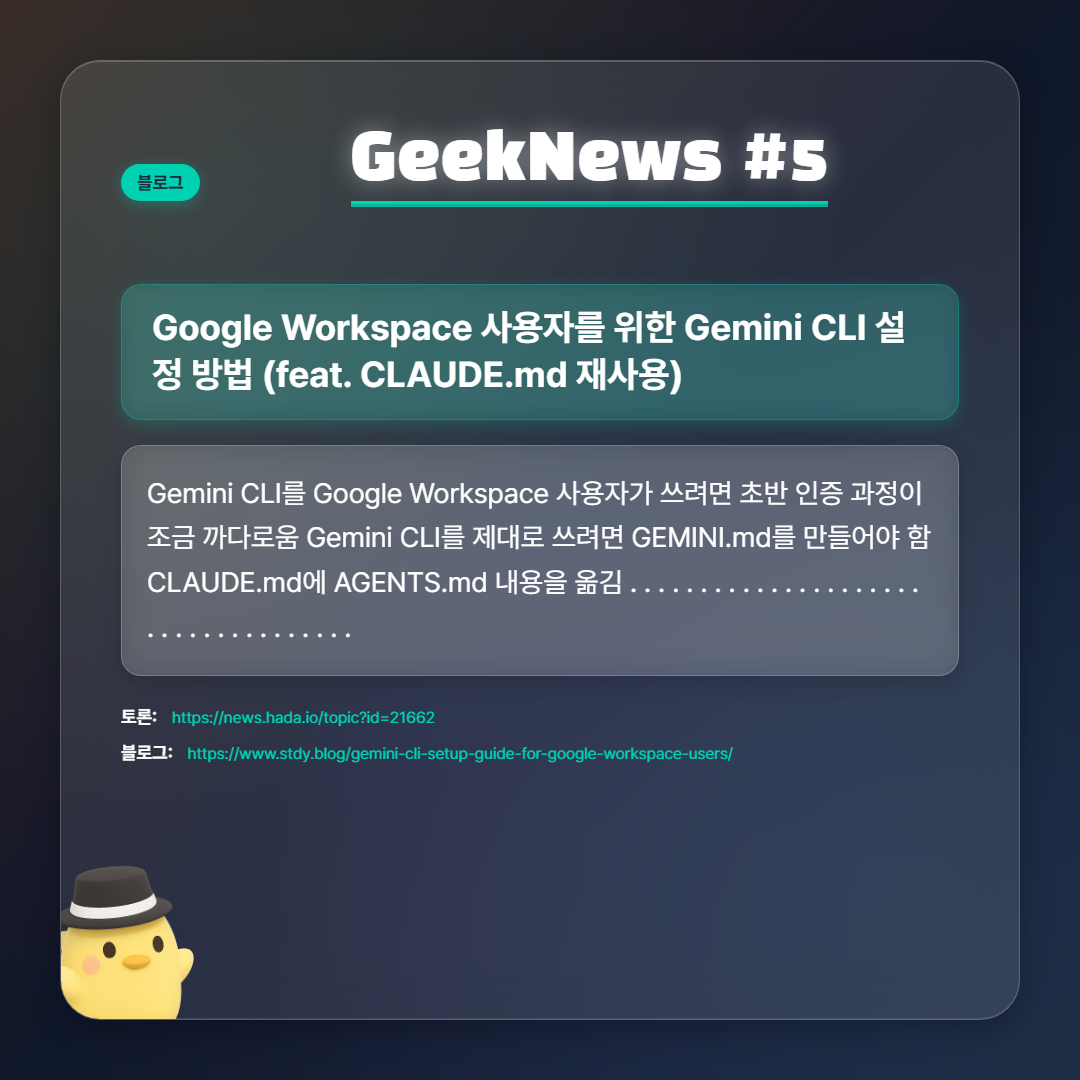 블로그
GeekNews #5
Google Workspace 사용자를 위한 Gemini CLI 설
정 방법 (feat. CLAUDE.md 재사용)
Gemini CLI를 Google Workspace 사용자가 쓰려면 초반 인증 과정이
조금 까다로움 Gemini CLI를 제대로 쓰려면 GEMINI.md를 만들어야 함
CLAUDE.md에 AGENTS.md 내용을 옮김 . . . . . . . . . . . . . . . . . . . . .
. . . . . . . . . . . . . . .
토론: https://news.hada.io/topic?id=21662
블로그: https://www.stdy.blog/gemini-cli-setup-guide-for-google-workspace-users/